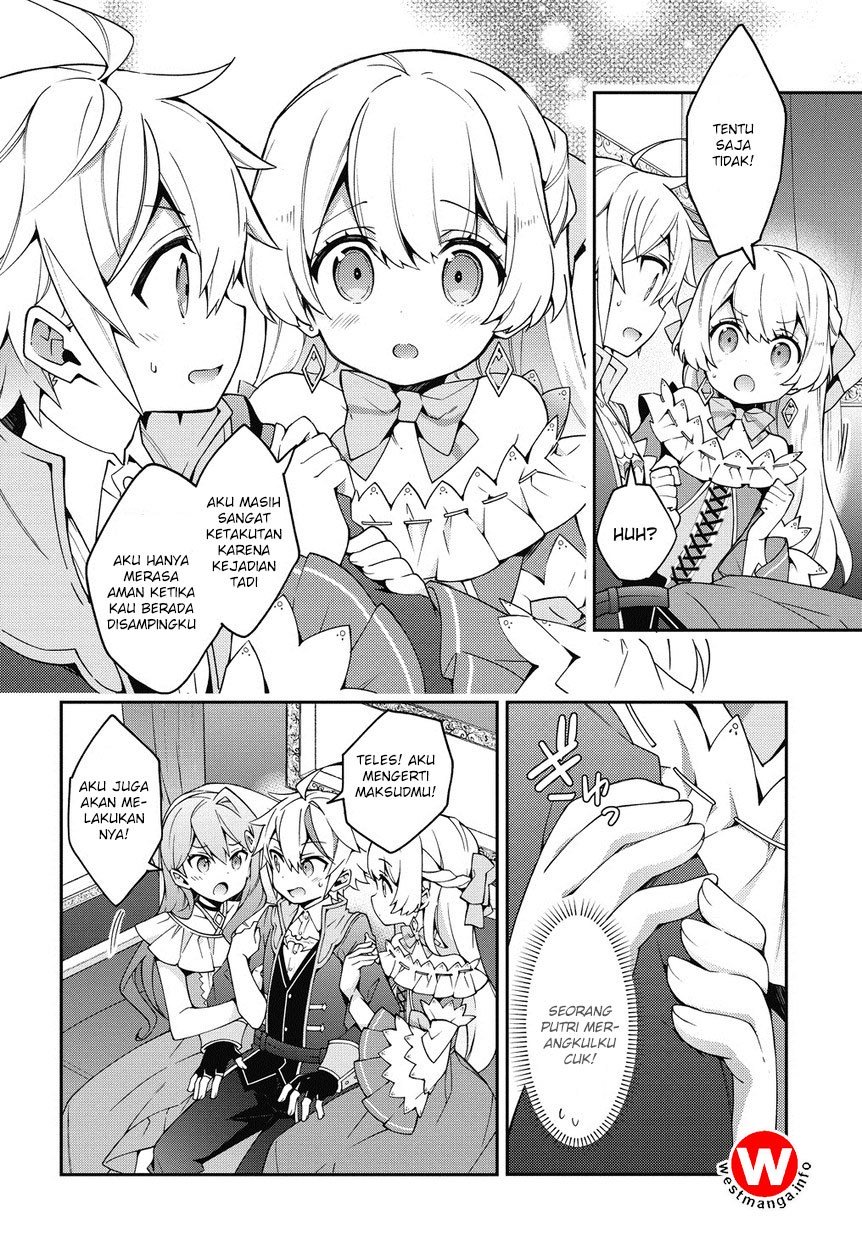 TENTU
SAJA
TIDAK!
HUH?
AKU MASIH
SANGAT
KETAKUTAN
KARENA
KEJADIAN
TADI
AKU HANYA
MERASA
AMAN KETIKA
KAU BERADA
DISAMPINGKU
SEORANG
PUTRI MER-
ANGKULKU
CUK!
TELES! AKU
MENGERTI
MAKSUDMU!
AKU JUGA
AKAN ME-
LAKUKAN
NYA!
W
westmanga.info